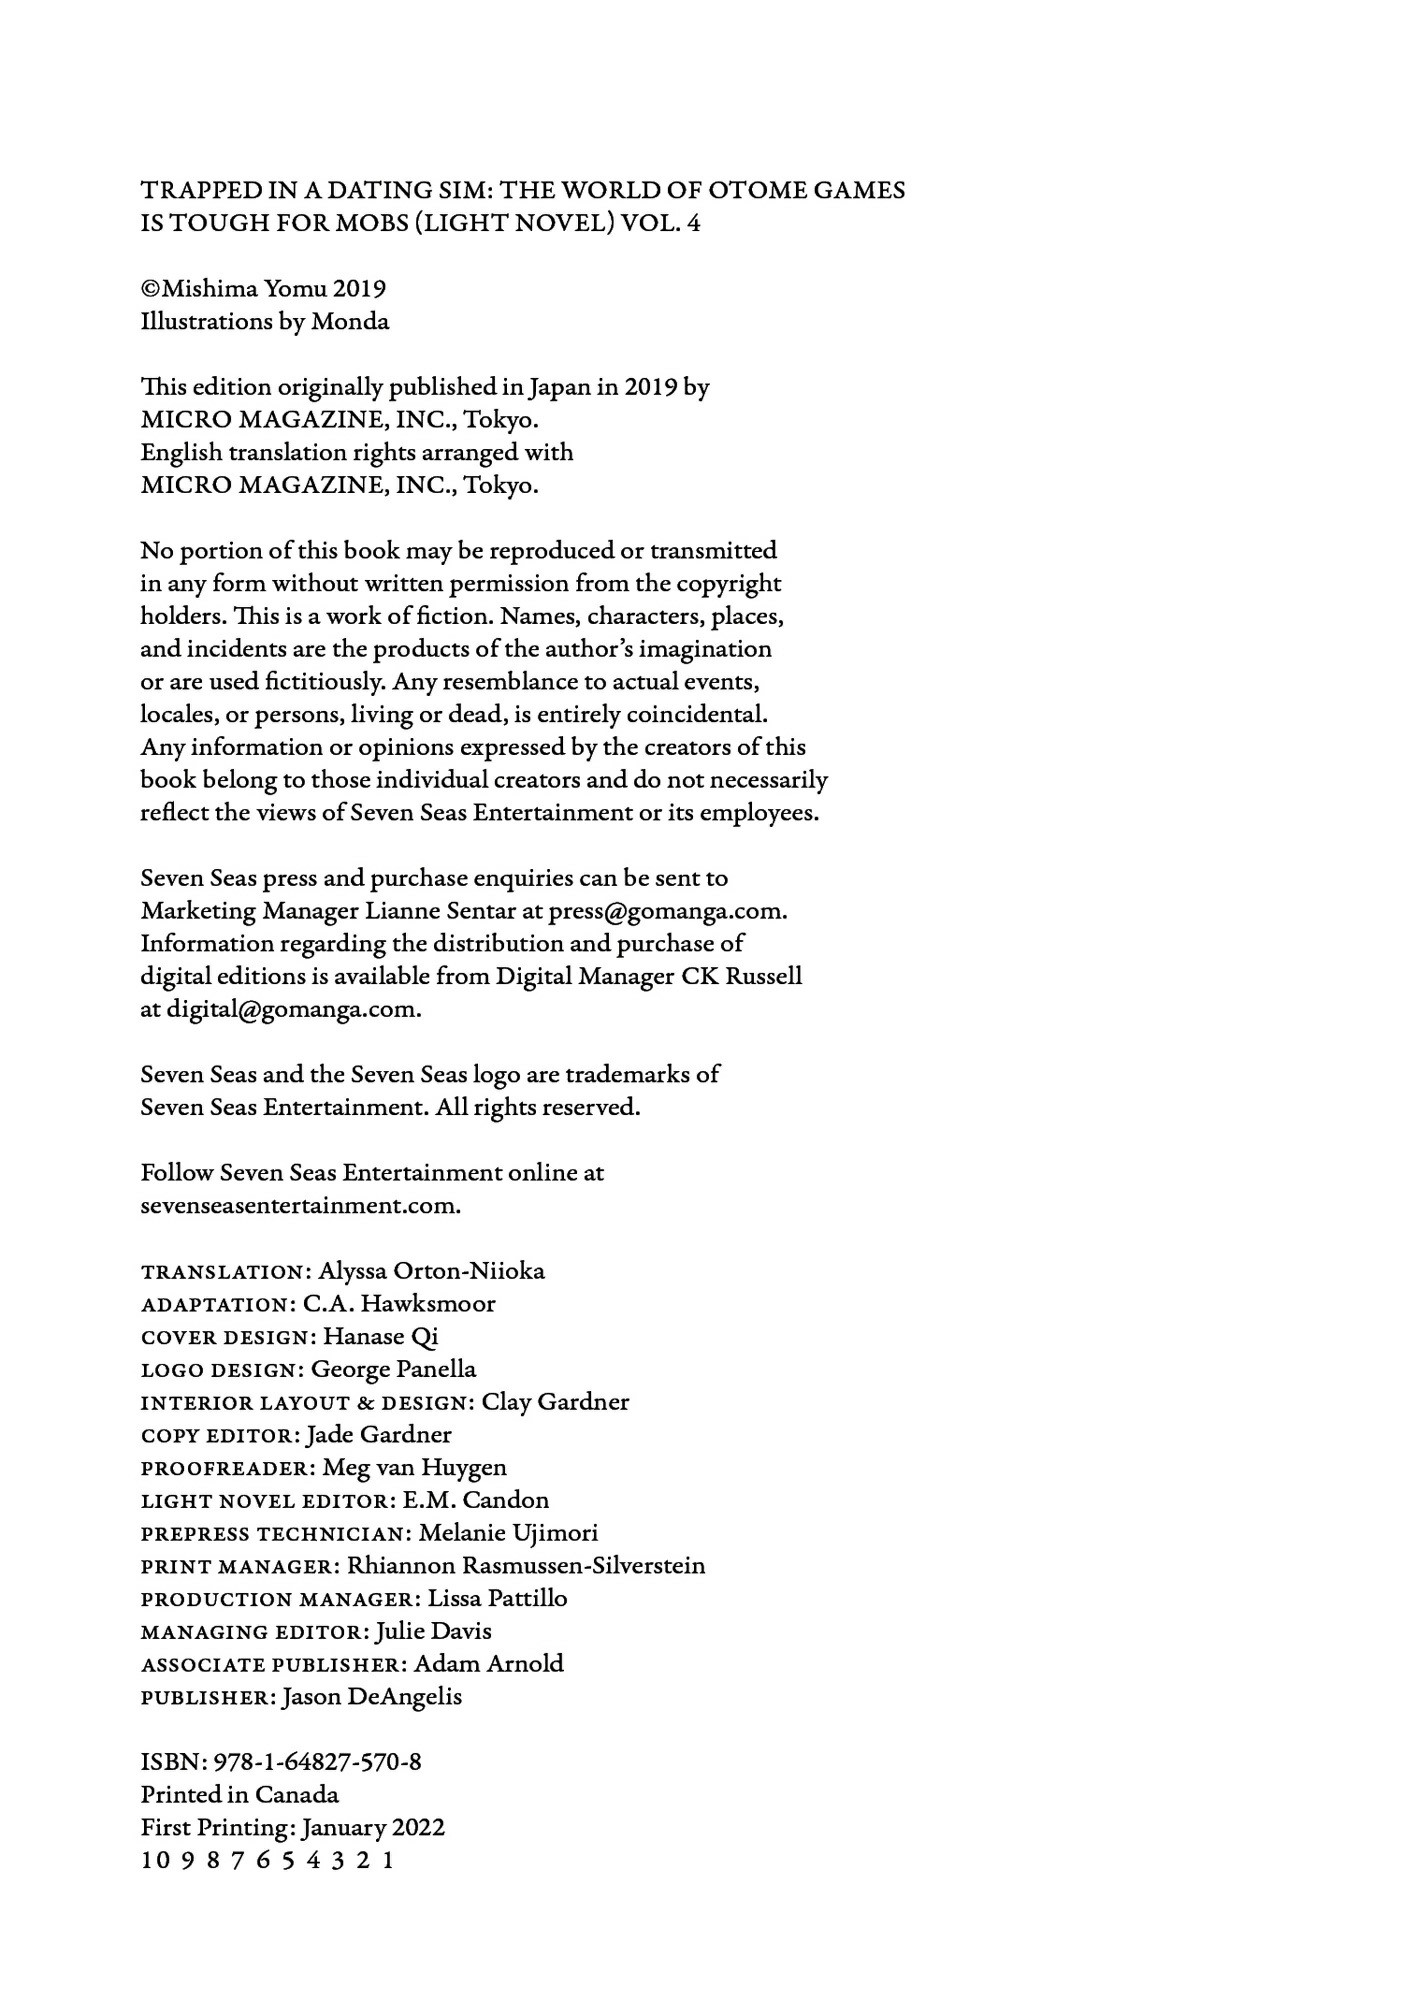 TRAPPED IN A DATING SIM: THE WORLD OF OTOME GAMES
IS TOUGH FOR MOBS (LIGHT NOVEL) VOL. 4
©Mishima Yomu 2019
Illustrations by Monda
This edition originally published in Japan in 2019 by
MICRO MAGAZINE, INC., Tokyo.
English translation rights arranged with
MICRO MAGAZINE, INC., Tokyo.
No portion of this book may be reproduced or transmitted
in any form without written permission from the copyright
holders. This is a work of fiction. Names, characters, places,
and incidents are the products of the author’s imagination
or are used fictitiously. Any resemblance to actual events,
locales, or persons, living or dead, is entirely coincidental.
Any information or opinions expressed by the creators of this
book belong to those individual creators and do not necessarily
reflect the views of Seven Seas Entertainment or its employees.
Seven Seas press and purchase enquiries can be sent to
Marketing Manager Lianne Sentar at press@gomanga.com.
Information regarding the distribution and purchase of
digital editions is available from Digital Manager CK Russell
at digital@gomanga.com.
Seven Seas and the Seven Seas logo are trademarks of
Seven Seas Entertainment. All rights reserved.
Follow Seven Seas Entertainment online at
sevenseasentertainment.com.
TRANSLATION: Alyssa Orton-Niioka
ADAPTATION: C.A. Hawksmoor
COVER DESIGN: Hanase Qi
LOGO DESIGN: George Panella
INTERIOR LAYOUT & DESIGN: Clay Gardner
COPY EDITOR: Jade Gardner
PROOFREADER: Meg van Huygen
LIGHT NOVEL EDITOR: E.M. Candon
PREPRESS TECHNICIAN: Melanie Ujimori
PRINT MANAGER: Rhiannon Rasmussen-Silverstein
PRODUCTION MANAGER: Lissa Pattillo
MANAGING EDITOR: Julie Davis
ASSOCIATE PUBLISHER: Adam Arnold
PUBLISHER: Jason DeAngelis
ISBN: 978-1-64827-570-8
Printed in Canada
First Printing: January 2022
10 9 8 7 6 5 4 3 2 1